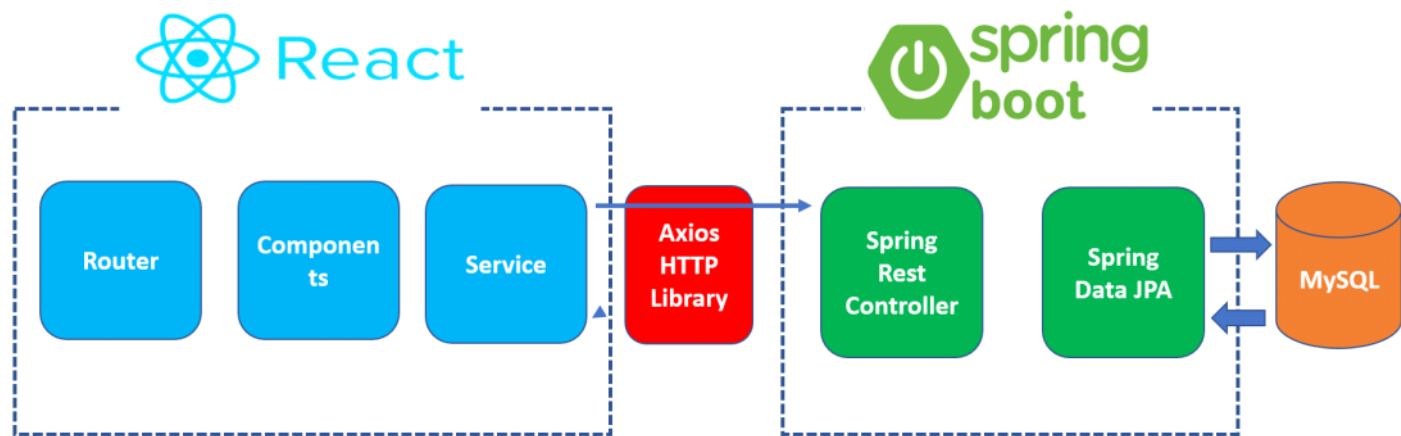 React
spring
boot
Router
Componen
ts
Service
Axios
HTTP
Library
Spring
Rest
Controller
Spring
Data JPA
MySQL